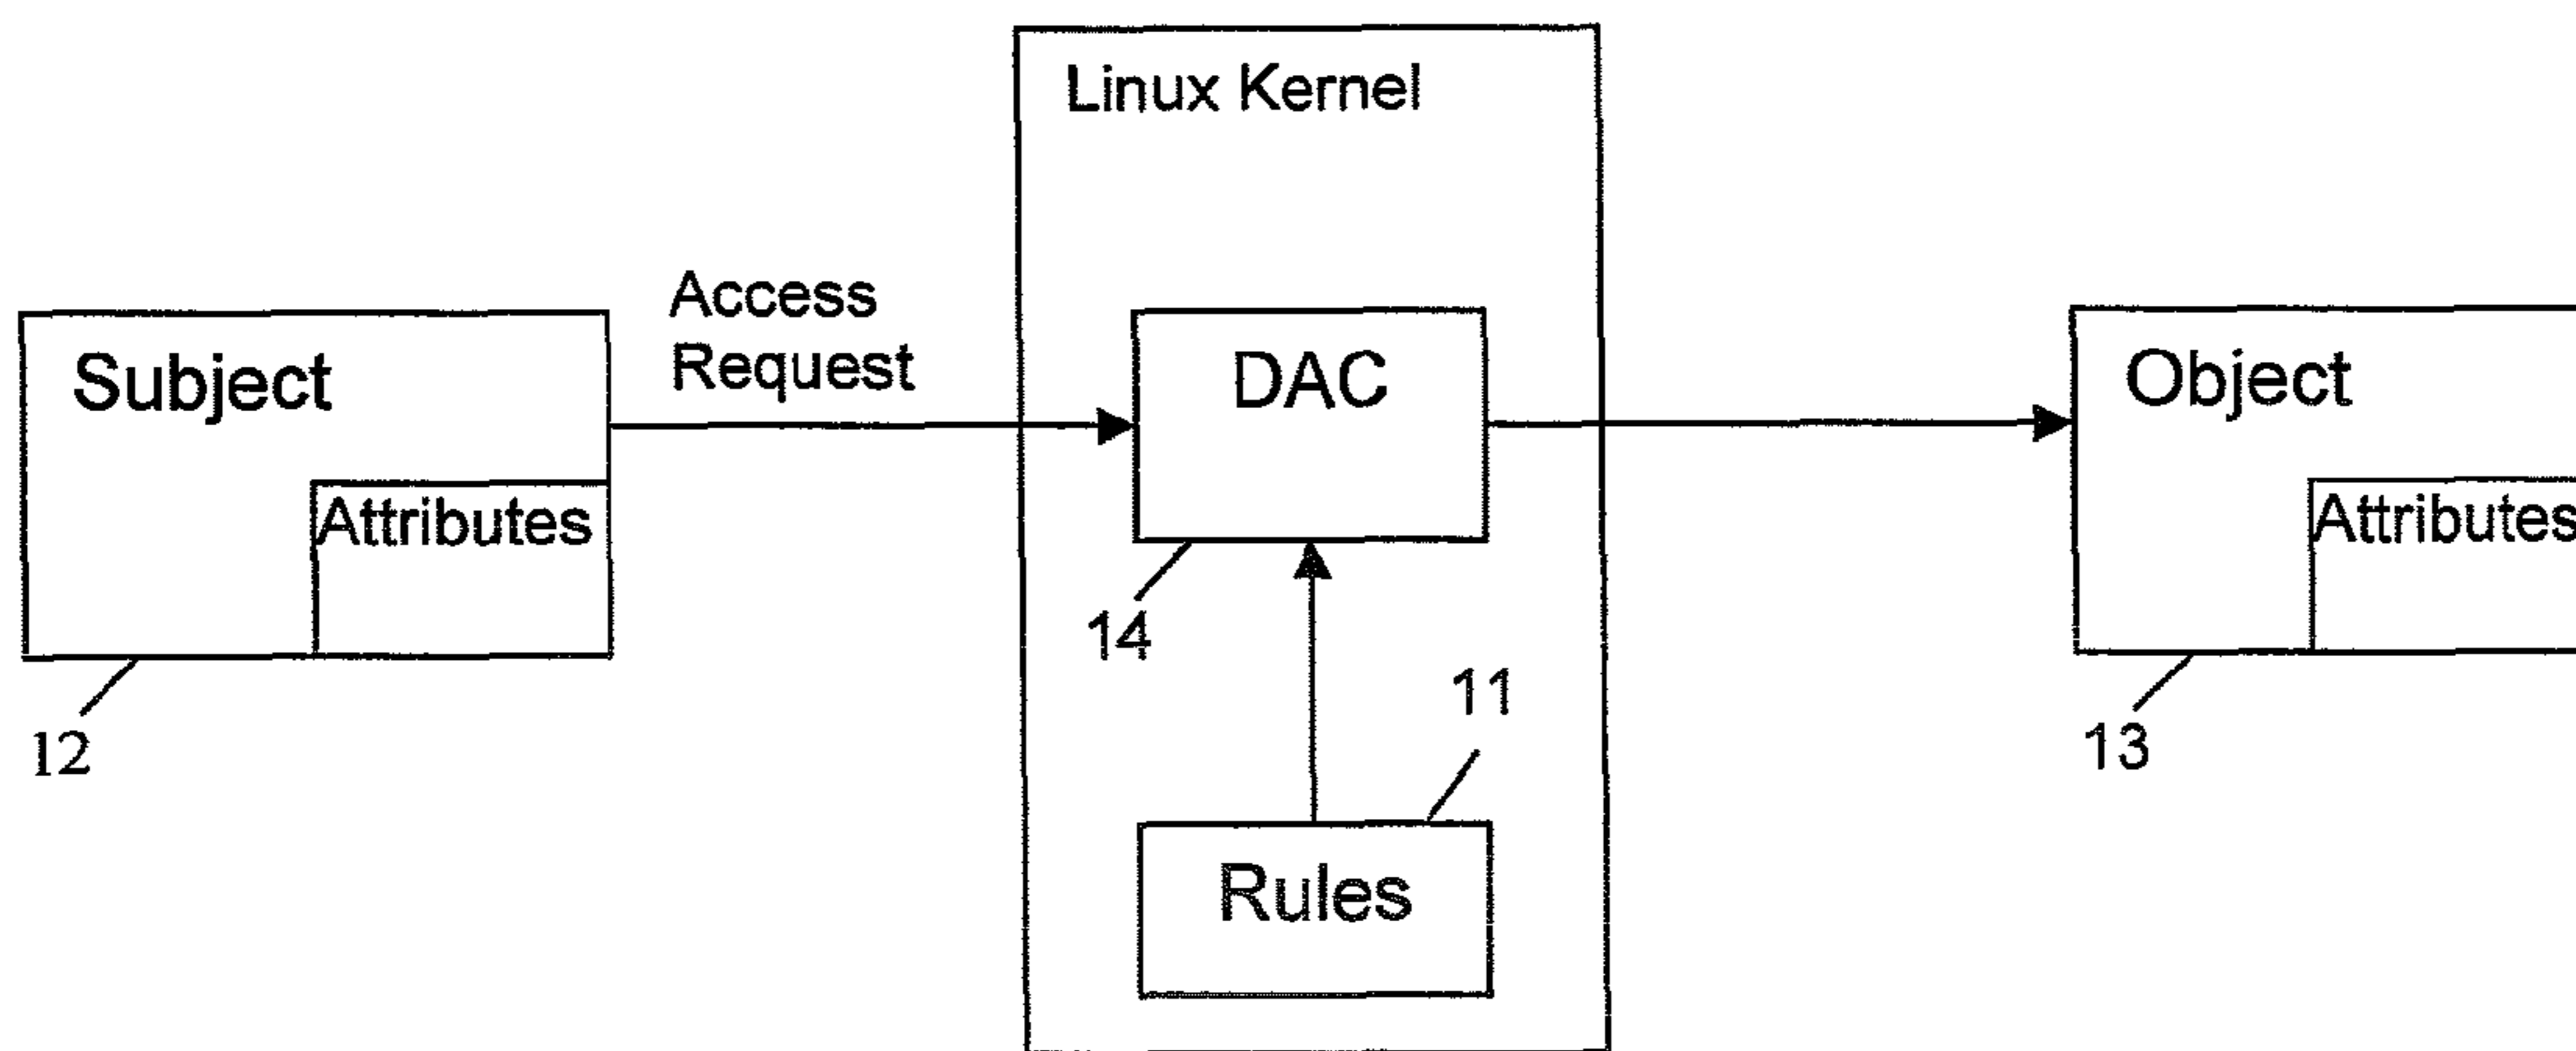 Linux Kernel
Access
Request
Subject
DAC
Object
Attributes
Attributes
14
11
12
13
Rules